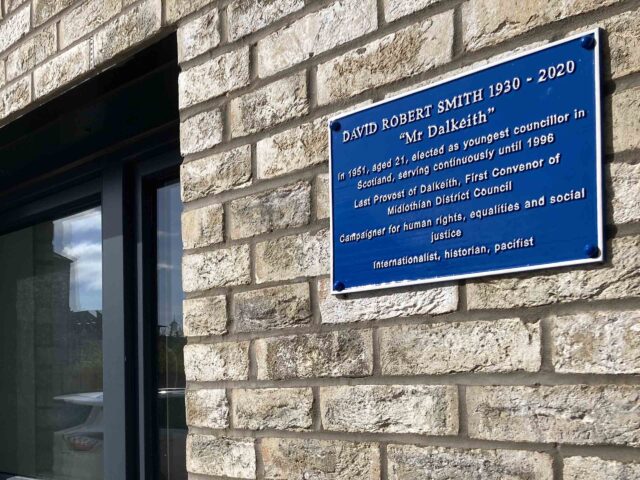 DAVID ROBERT SMITH 1930 - 2020
"Mr Dalkeith"
In 1951, aged 21, elected as youngest councillor in
Scotland, serving continuously until 1996
Last Provost of Dalkeith, First Convenor of
Midlothian District Council
Campaigner for human rights, equalities and social
justice
Internationalist, historian, pacifist